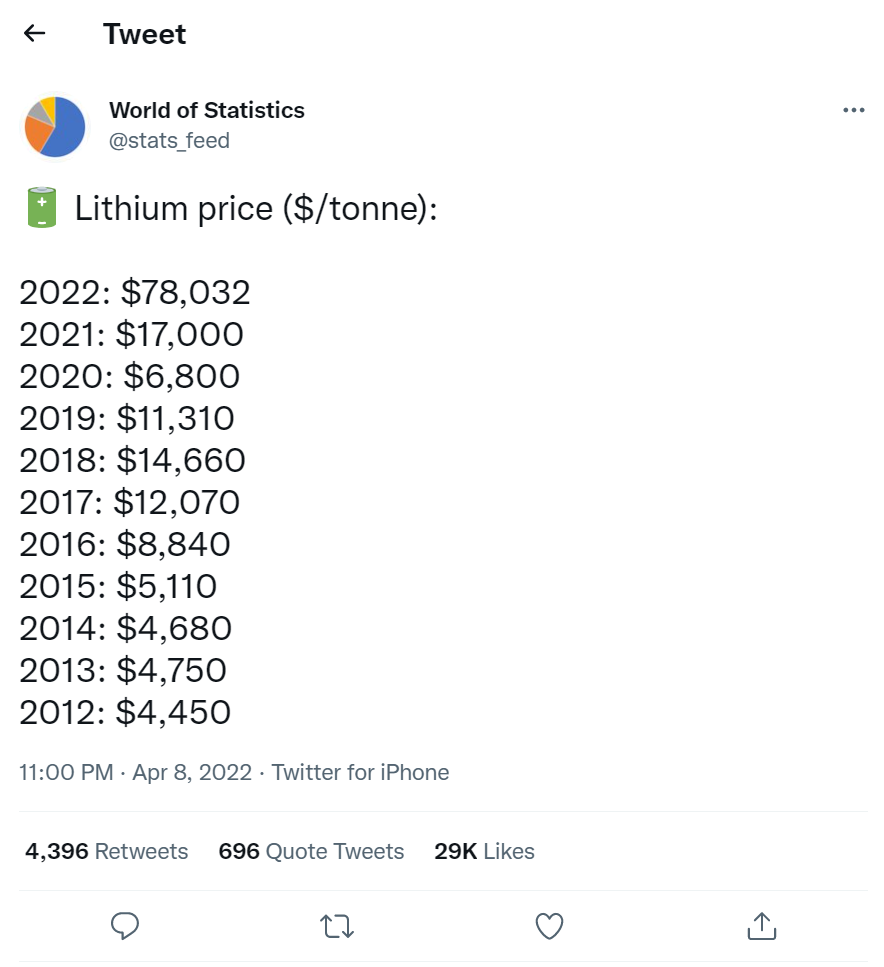 Tweet
World of Statistics
@stats_feed
Lithium price ($/tonne):
2022: $78,032
2021: $17,000
2020: $6,800
2019: $11,310
2018: $14,660
2017: $12,070
2016: $8,840
2015: $5,110
2014: $4,680
2013: $4,750
2012: $4,450
11:00 PM · Apr 8, 2022 · Twitter for iPhone
4,396 Retweets 696 Quote Tweets 29K Likes